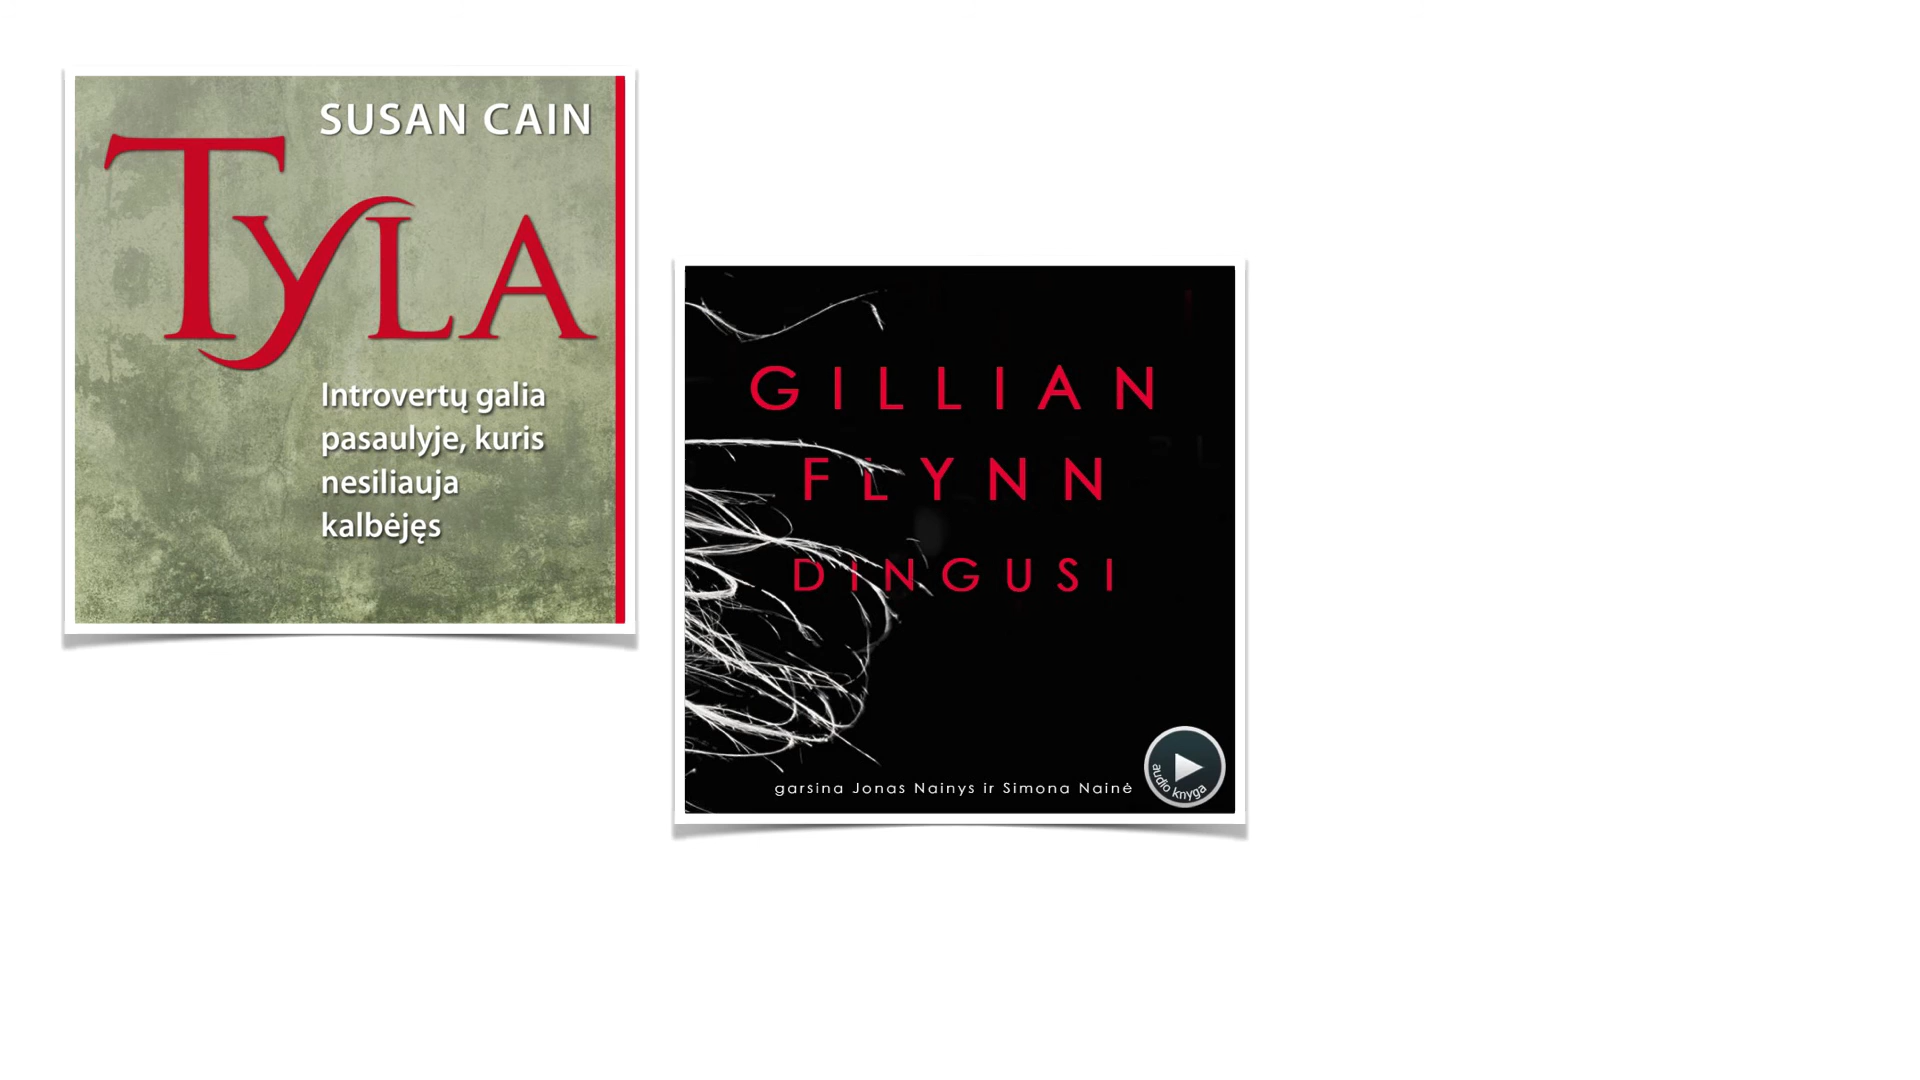 SUSAN CAIN
TyLA
Introvertų galia
pasaulyje, kuris
nesiliauja
kalbėjęs
GILLIAN
FLYNN
DINGUSI
garsina Jonas Nainys ir Simona Nainė
audio knyga